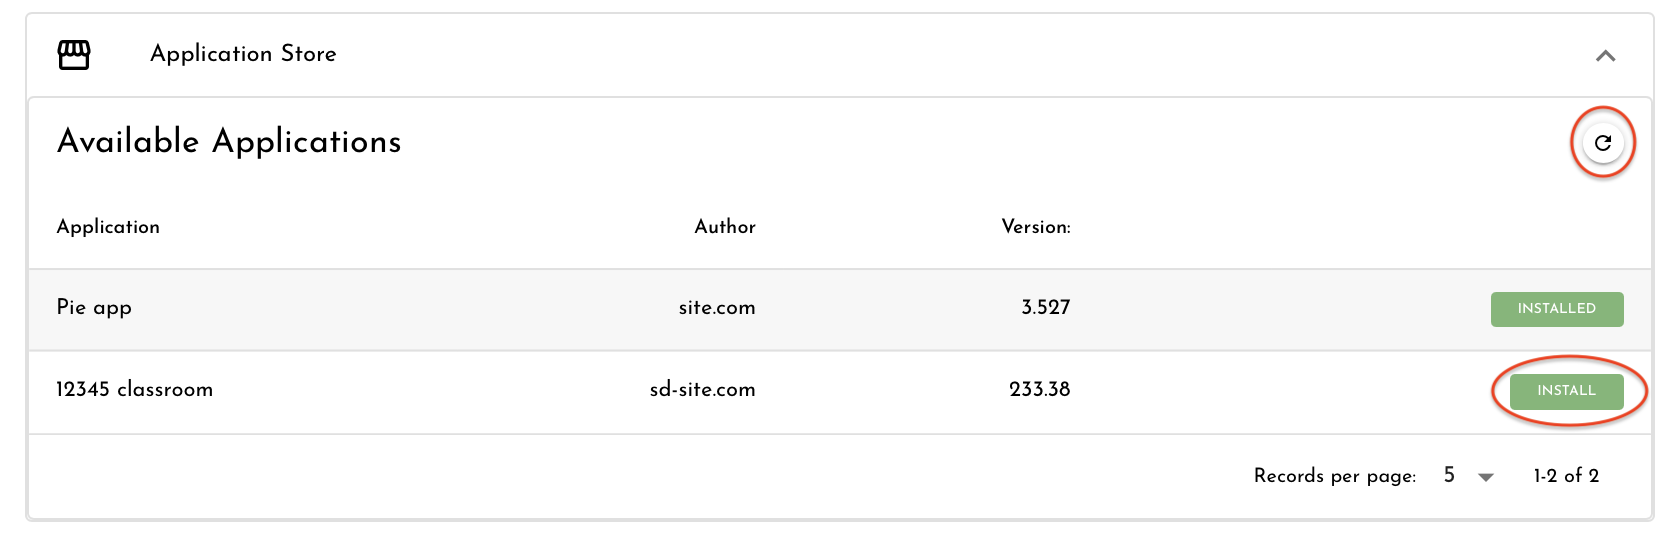 Application Store
Available Applications
Application Author Version:
Pie app site.com 3.527 INSTALLED
12345 classroom sd-site.com 233.38 INSTALL
Records per page: 5 1-2 of 2